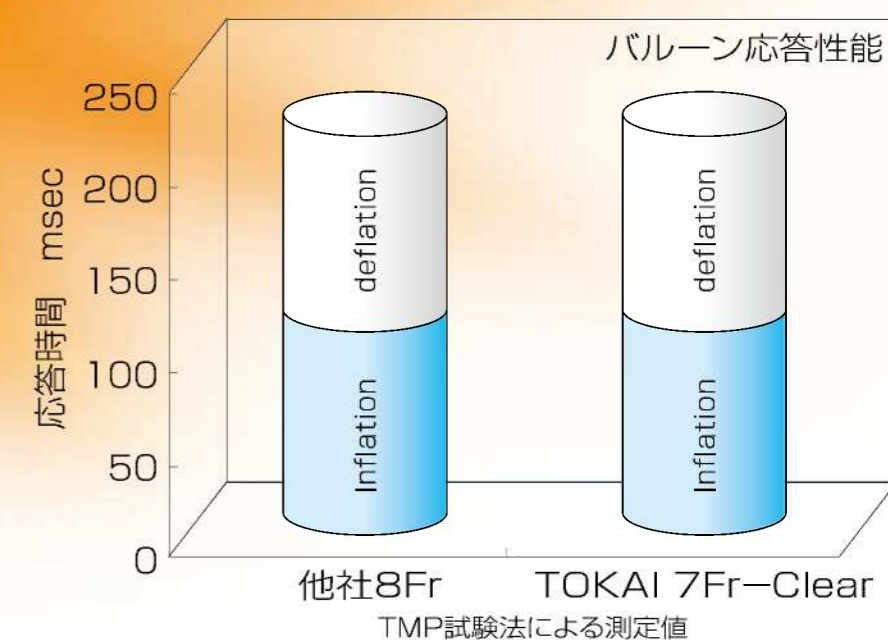 バルーン応答性能
250
200
150
100
50
0
応答時間 msec
deflation
deflation
Inflation
Inflation
他社8Fr TOKAI 7Fr−Clear
TMP試験法による測定値